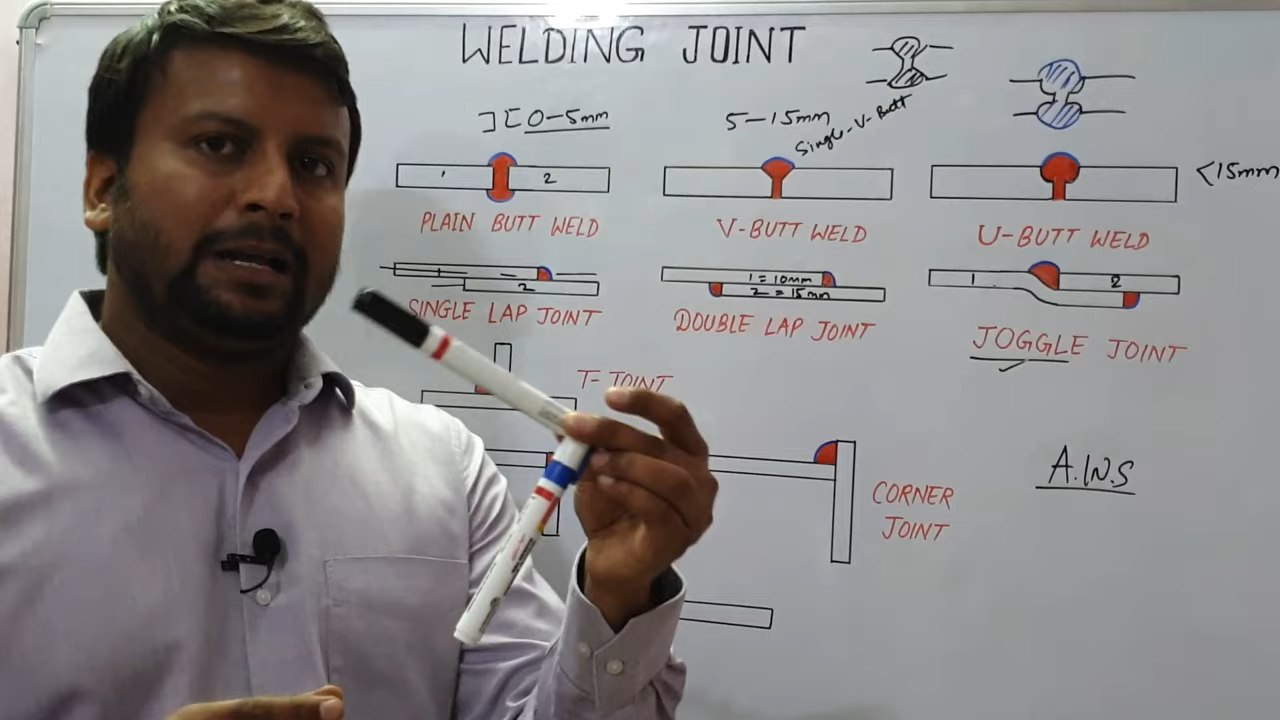 WELDING JOINT
][ 0-5mm
5-15mm
Single-V-Butt
<15mm
1 2
PLAIN BUTT WELD
V-BUTT WELD
U-BUTT WELD
1 2
SINGLE LAP JOINT
1 = 10mm
2 = 15mm
DOUBLE LAP JOINT
1 2
JOGGLE JOINT
T- JOINT
CORNER
JOINT
A.W.S